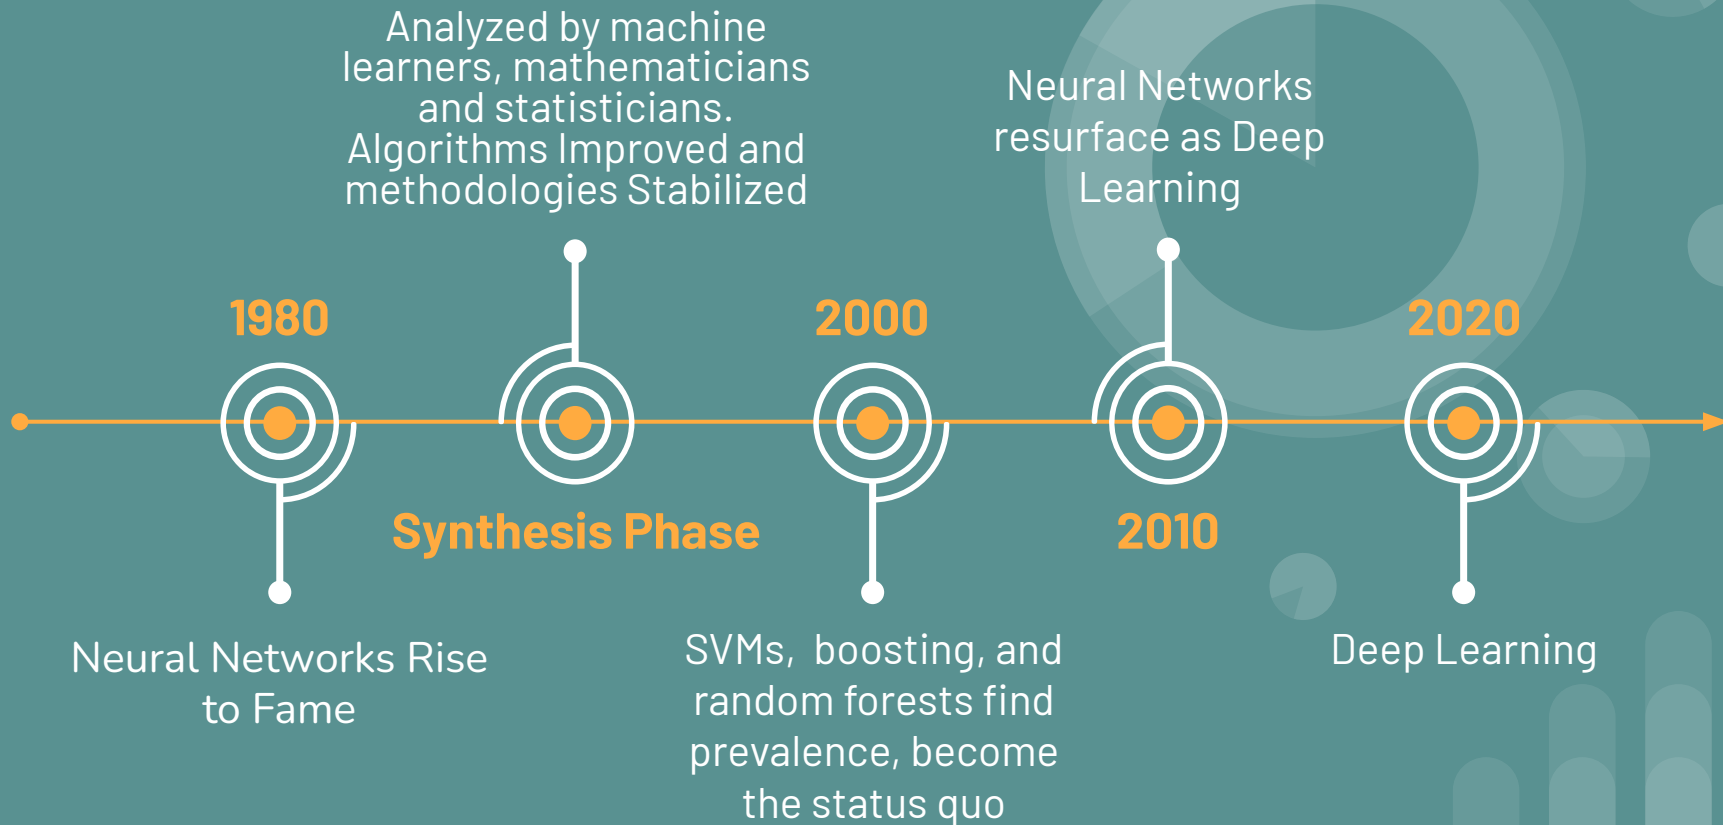 Analyzed by machine
learners, mathematicians
and statisticians.
Algorithms Improved and
methodologies Stabilized
Neural Networks
resurface as Deep
Learning
1980
2000
2020
Synthesis Phase
2010
Neural Networks Rise
to Fame
SVMs, boosting, and
random forests find
prevalence, become
the status quo
Deep Learning